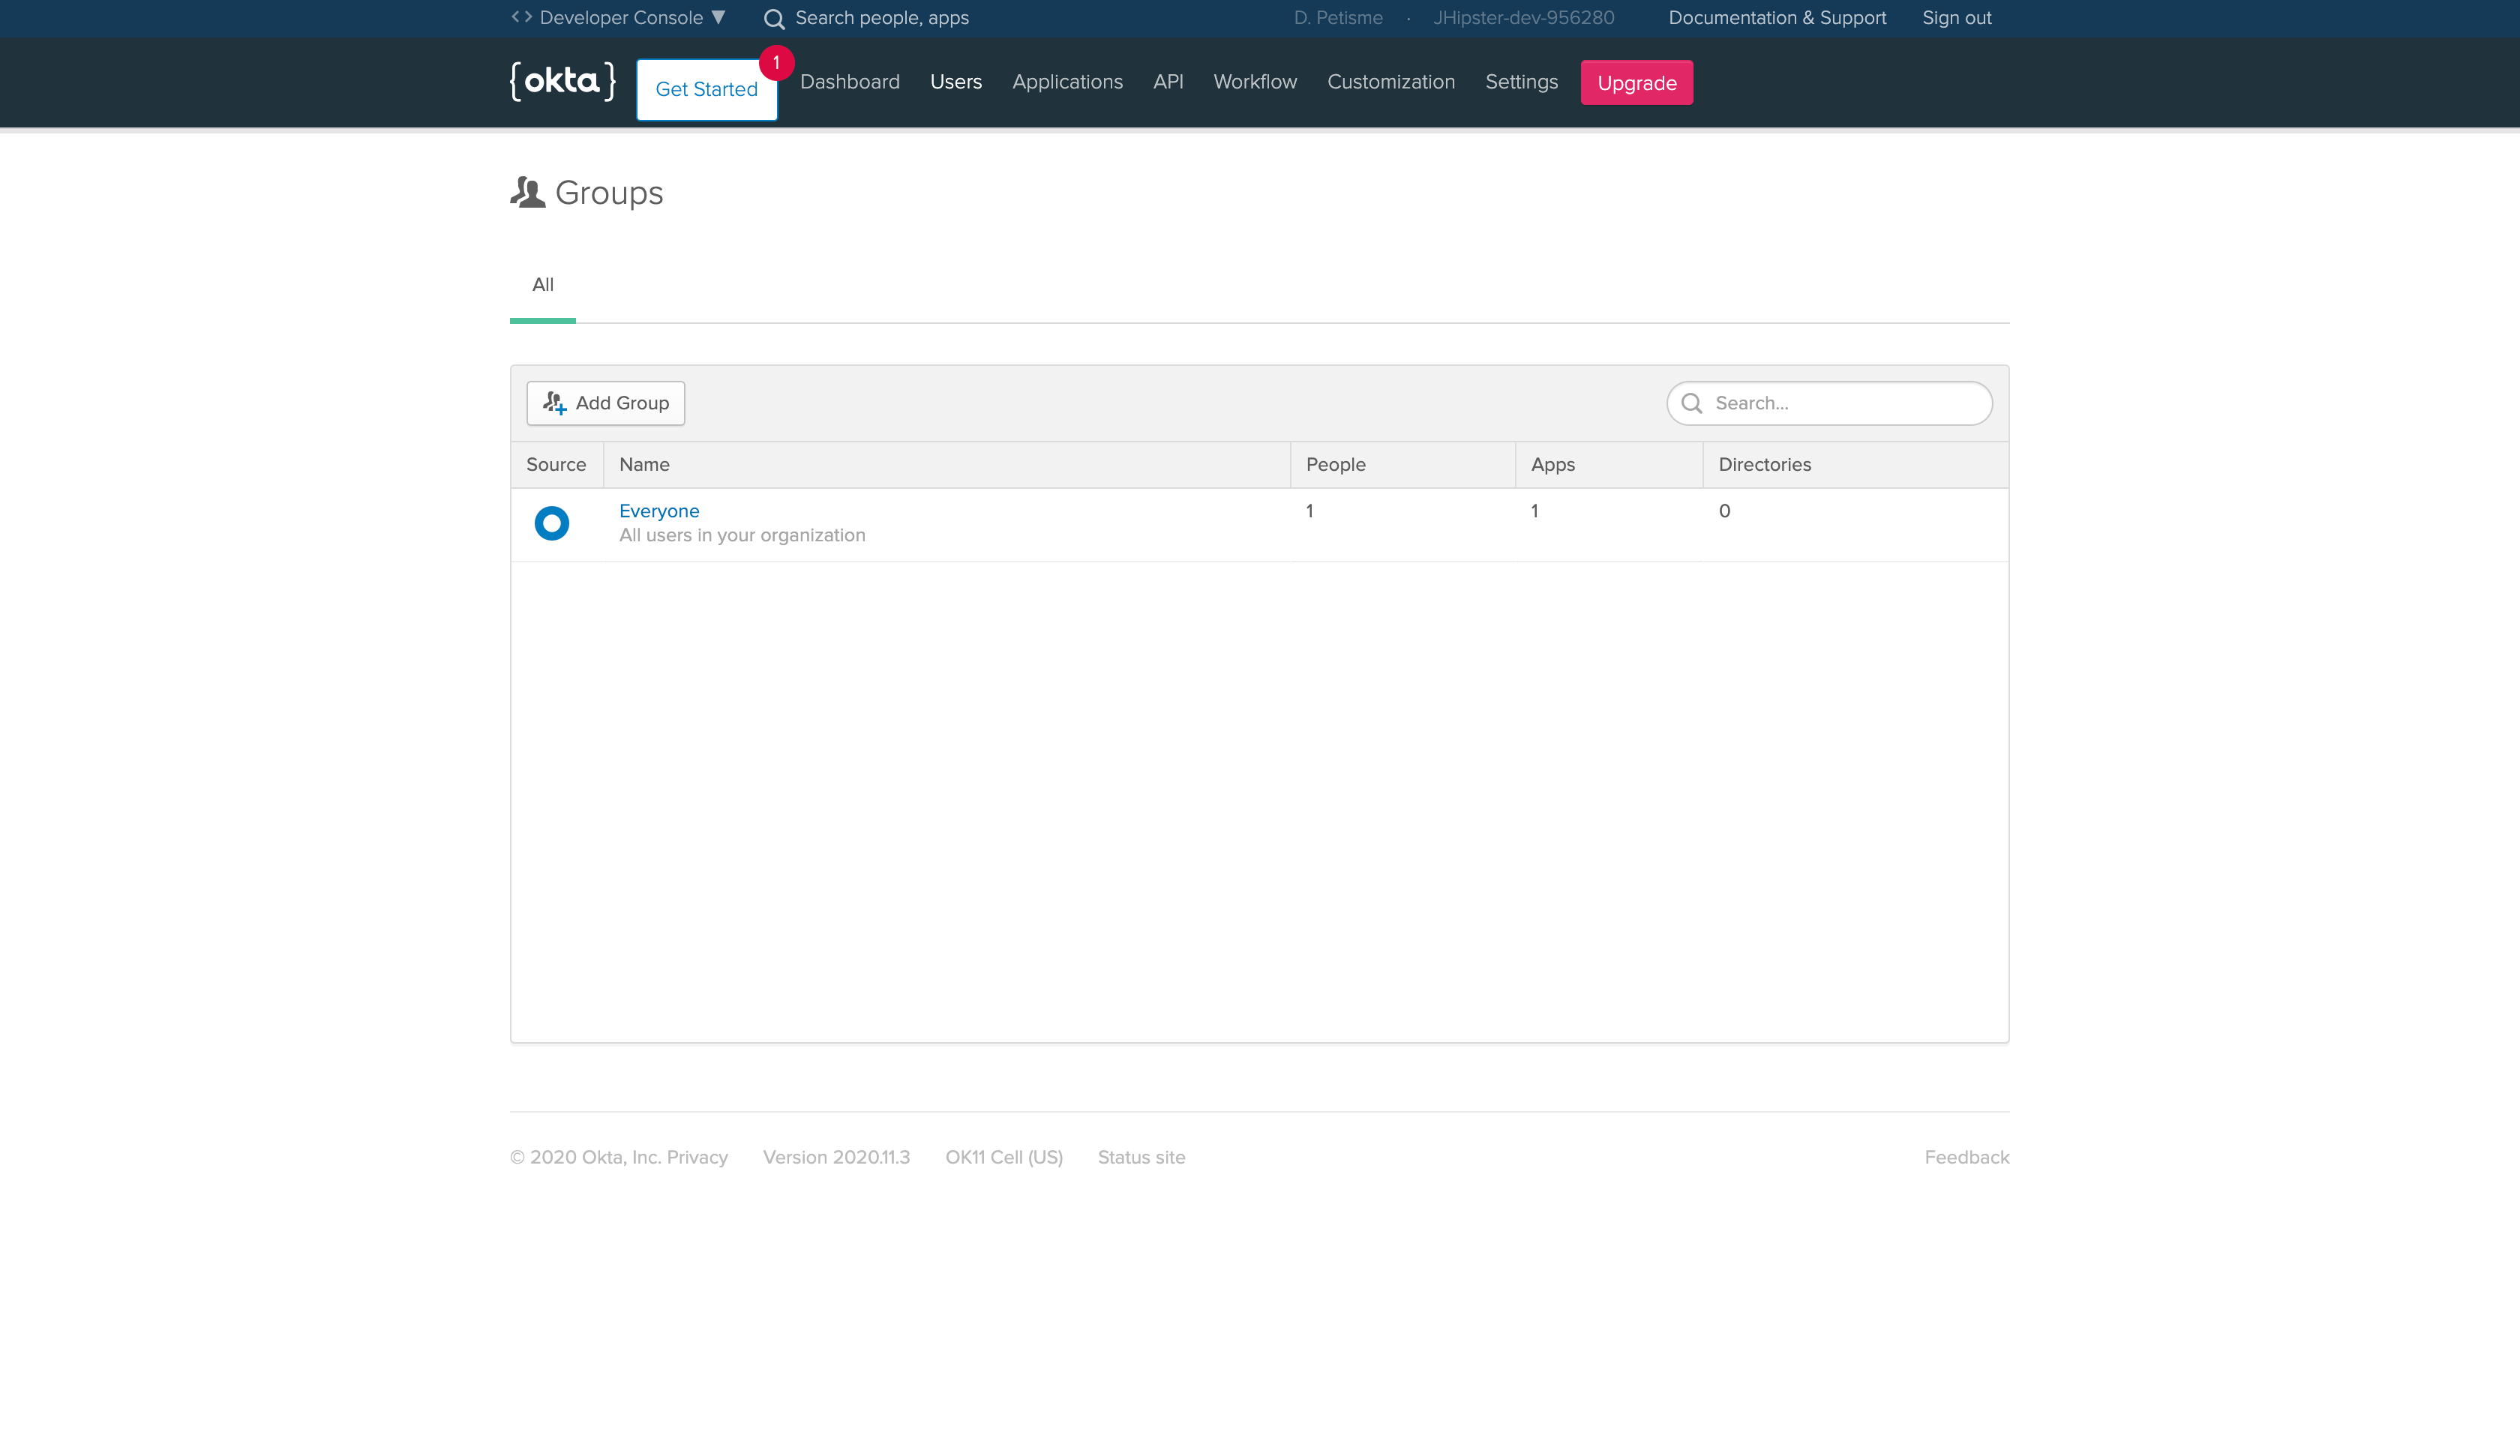 <> Developer Console ▼ Search people, apps D. Petisme · JHipster-dev-956280 Documentation & Support Sign out
{okta} Get Started 1 Dashboard Users Applications API Workflow Customization Settings Upgrade
Groups
All
Add Group Search...
Source Name People Apps Directories
Everyone 1 1 0
All users in your organization
© 2020 Okta, Inc. Privacy Version 2020.11.3 OK11 Cell (US) Status site Feedback